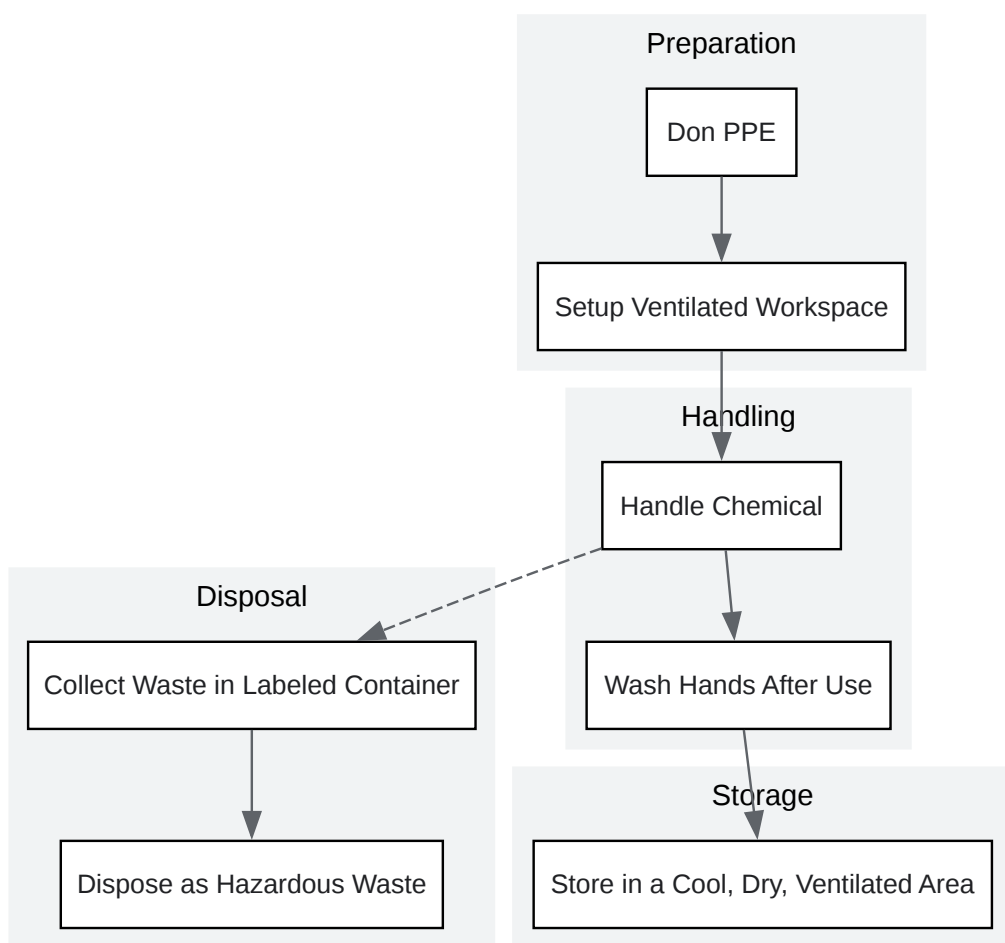 Preparation
Don PPE
Setup Ventilated Workspace
Handling
Handle Chemical
Disposal
Collect Waste in Labeled Container
Wash Hands After Use
Storage
Dispose as Hazardous Waste
Store in a Cool, Dry, Ventilated Area